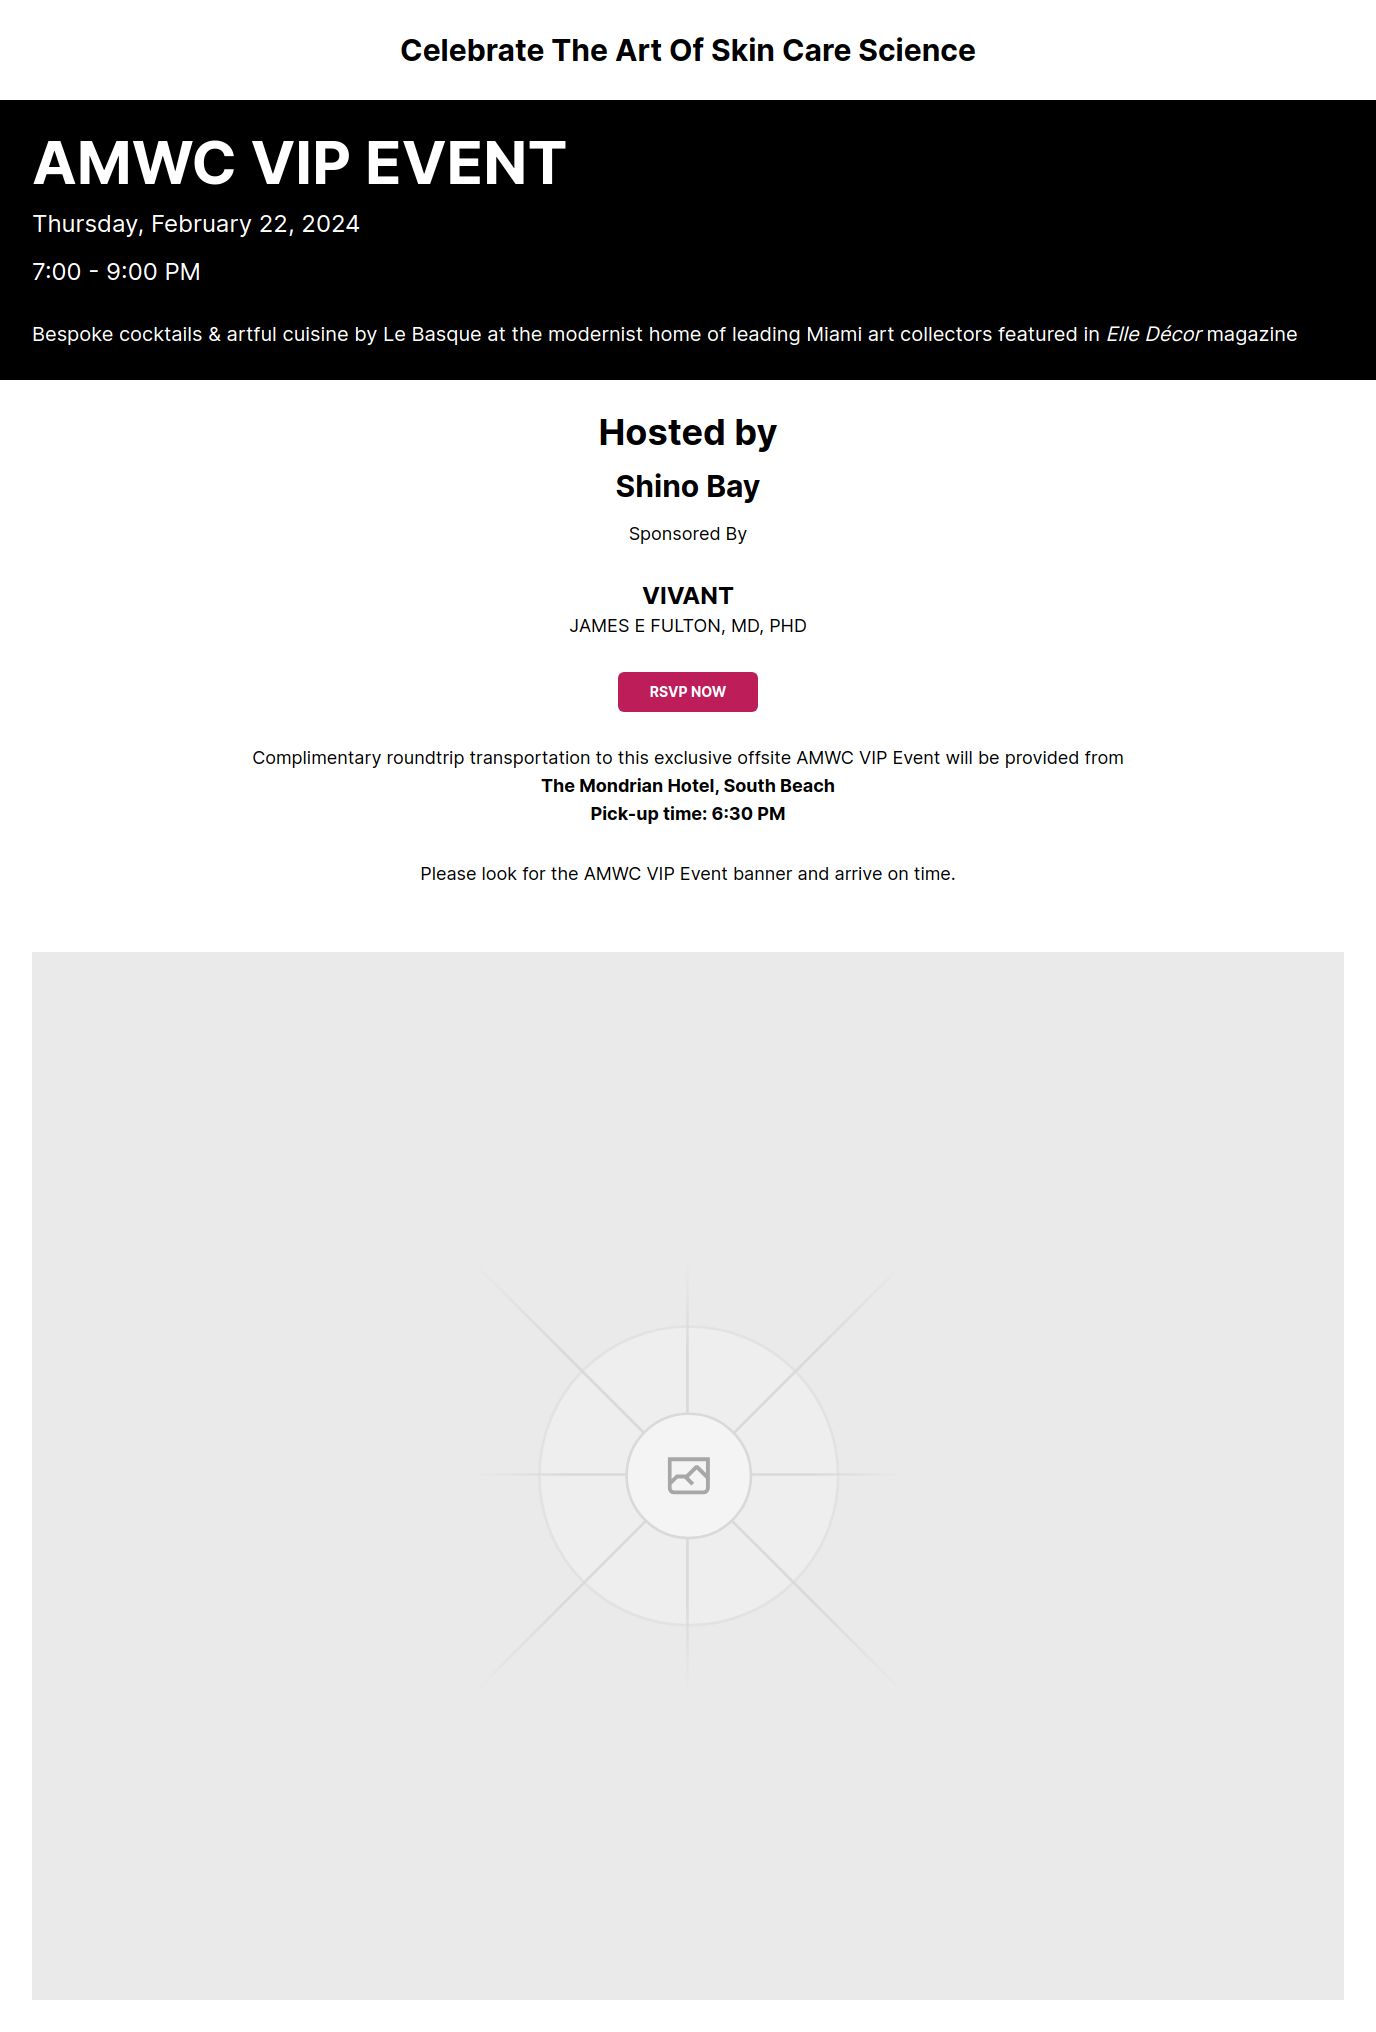 Celebrate The Art Of Skin Care Science
AMWC VIP EVENT
Thursday, February 22, 2024
7:00 - 9:00 PM
Bespoke cocktails & artful cuisine by Le Basque at the modernist home of leading Miami art collectors featured in Elle Décor magazine
Hosted by
Shino Bay
Sponsored By
VIVANT
JAMES E FULTON, MD, PHD
RSVP NOW
Complimentary roundtrip transportation to this exclusive offsite AMWC VIP Event will be provided from
The Mondrian Hotel, South Beach
Pick-up time: 6:30 PM
Please look for the AMWC VIP Event banner and arrive on time.